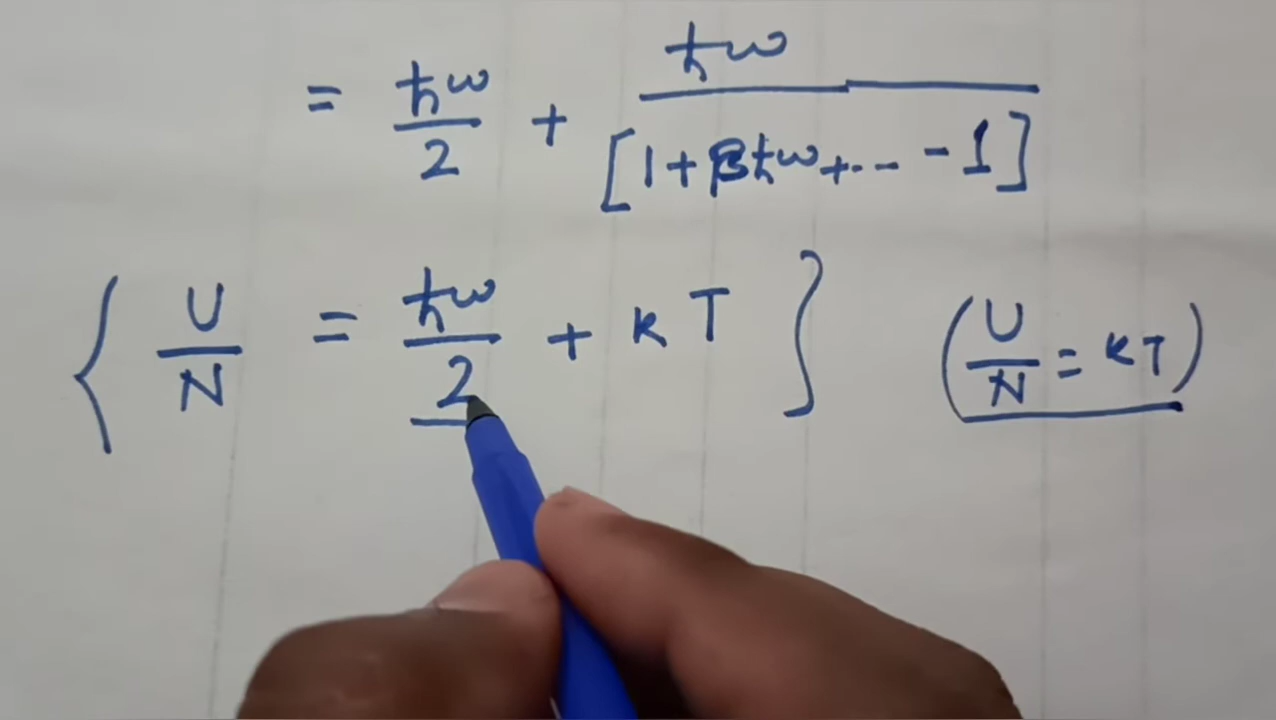 = ħω/2 + ħω/[1+βħω+... -1]
{ U/N = ħω/2 + kT } (U/N = kT)